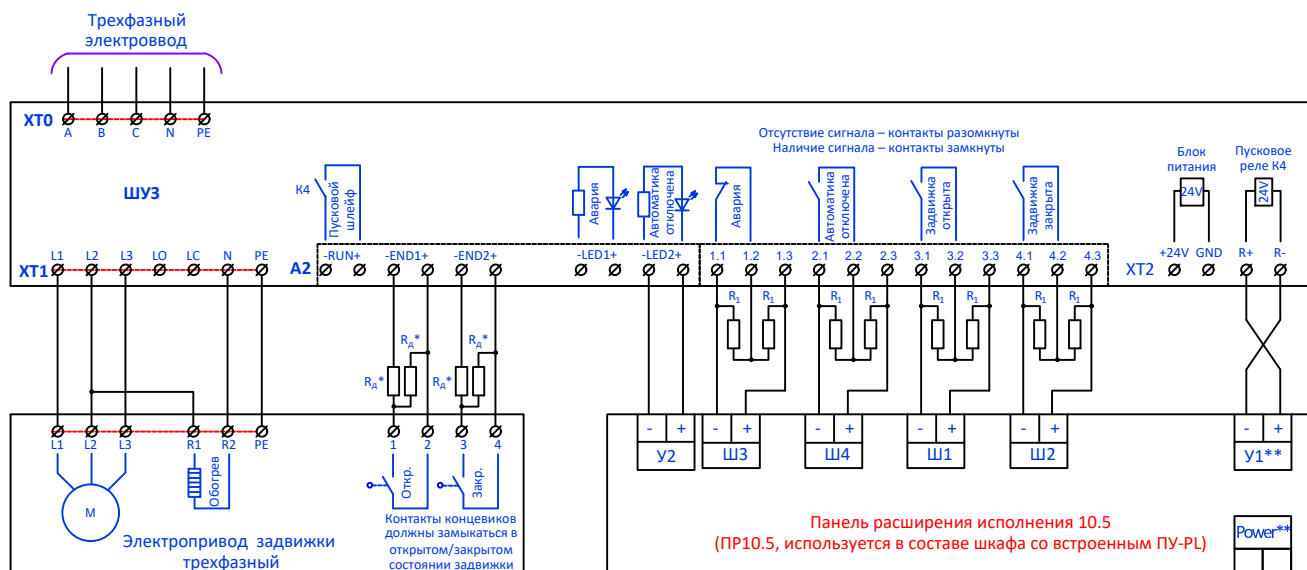 Трехфазный
электроввод
XT0
A B C N PE
Отсутствие сигнала – контакты разомкнуты
Наличие сигнала – контакты замкнуты
ШУЗ
К4
Пусковой
шлейф
Авария
Автоматика
отключена
Авария
Автоматика
отключена
Задвижка
открыта
Задвижка
закрыта
Блок
питания
24V
Пусковое
реле К4
24V
XT1
L1 L2 L3 LO LC N PE
A2
-RUN+ -END1+ -END2+ -LED1+ -LED2+ 1.1 1.2 1.3 2.1 2.2 2.3 3.1 3.2 3.3 4.1 4.2 4.3
XT2
+24V GND R+ R-
R1 R1 R1 R1 R1 R1 R1 R1
Rд* Rд*
Rд* Rд*
L1 L2 L3 R1 R2 PE
1 2 3 4
М
Обогрев
Откр.
Закр.
Контакты концевиков
должны замыкаться в
открытом/закрытом
состоянии задвижки
Электропривод задвижки
трехфазный
- + - + - + - + - + - +
У2 Ш3 Ш4 Ш1 Ш2 У1**
Панель расширения исполнения 10.5
(ПР10.5, используется в составе шкафа со встроенным ПУ-PL)
Power**